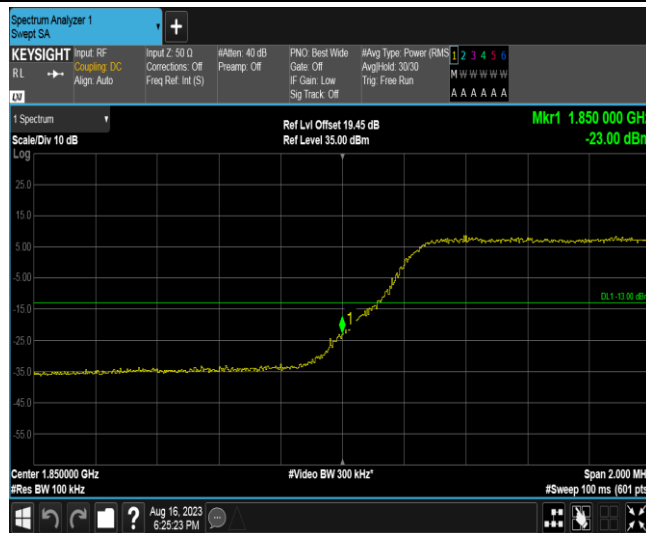 Spectrum Analyzer 1
Swept SA
+
KEYSIGHT Input: RF Input Z: 50 Ω #Atten: 40 dB PNO: Best Wide #Avg Type: Power (RMS 1 2 3 4 5 6
RL Coupling: DC Corrections: Off Preamp: Off Gate: Off Avg|Hold: 30/30 M W W W W W
Align: Auto Freq Ref: Int (S) IF Gain: Low Trig: Free Run
Sig Track: Off A A A A A A
LXI
1 Spectrum Ref Lvl Offset 19.45 dB Mkr1 1.850 000 GHz
Scale/Div 10 dB Ref Level 35.00 dBm -23.00 dBm
Log
25.0
15.0
5.00
-5.00
DL1 -13.00 dBm
-15.0
1
-25.0
-35.0
-45.0
-55.0
Center 1.850000 GHz #Video BW 300 kHz* Span 2.000 MH
#Res BW 100 kHz #Sweep 100 ms (601 pts
? Aug 16, 2023
6:25:23 PM